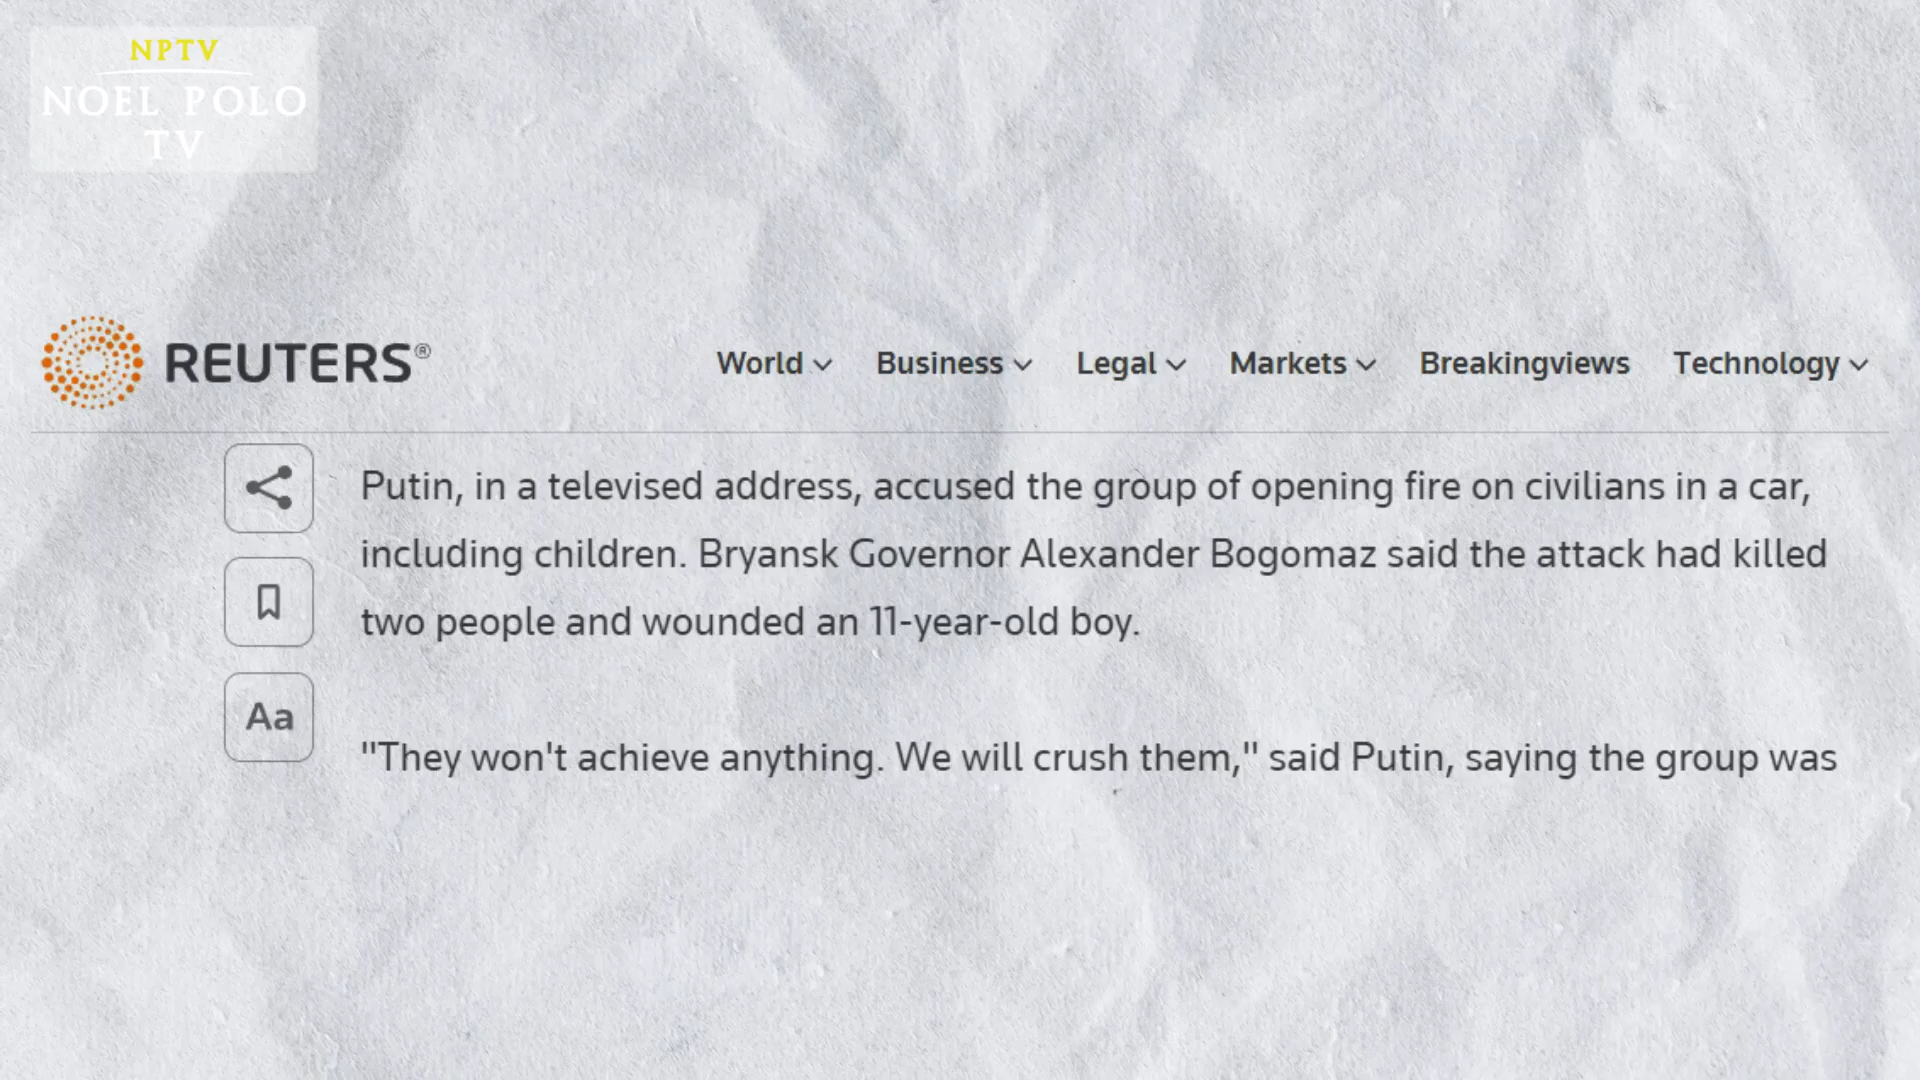 NPTV
NOEL POLO
TV
REUTERS®
World Business Legal Markets Breakingviews Technology
Putin, in a televised address, accused the group of opening fire on civilians in a car,
including children. Bryansk Governor Alexander Bogomaz said the attack had killed
two people and wounded an 11-year-old boy.
Aa
"They won't achieve anything. We will crush them," said Putin, saying the group was